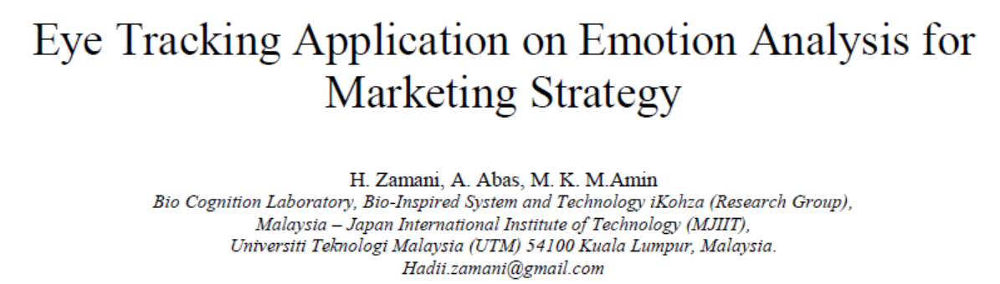 Eye Tracking Application on Emotion Analysis for
Marketing Strategy
H. Zamani, A. Abas, M. K. M.Amin
Bio Cognition Laboratory, Bio-Inspired System and Technology iKohza (Research Group),
Malaysia – Japan International Institute of Technology (MJIIT),
Universiti Teknologi Malaysia (UTM) 54100 Kuala Lumpur, Malaysia.
Hadii.zamani@gmail.com